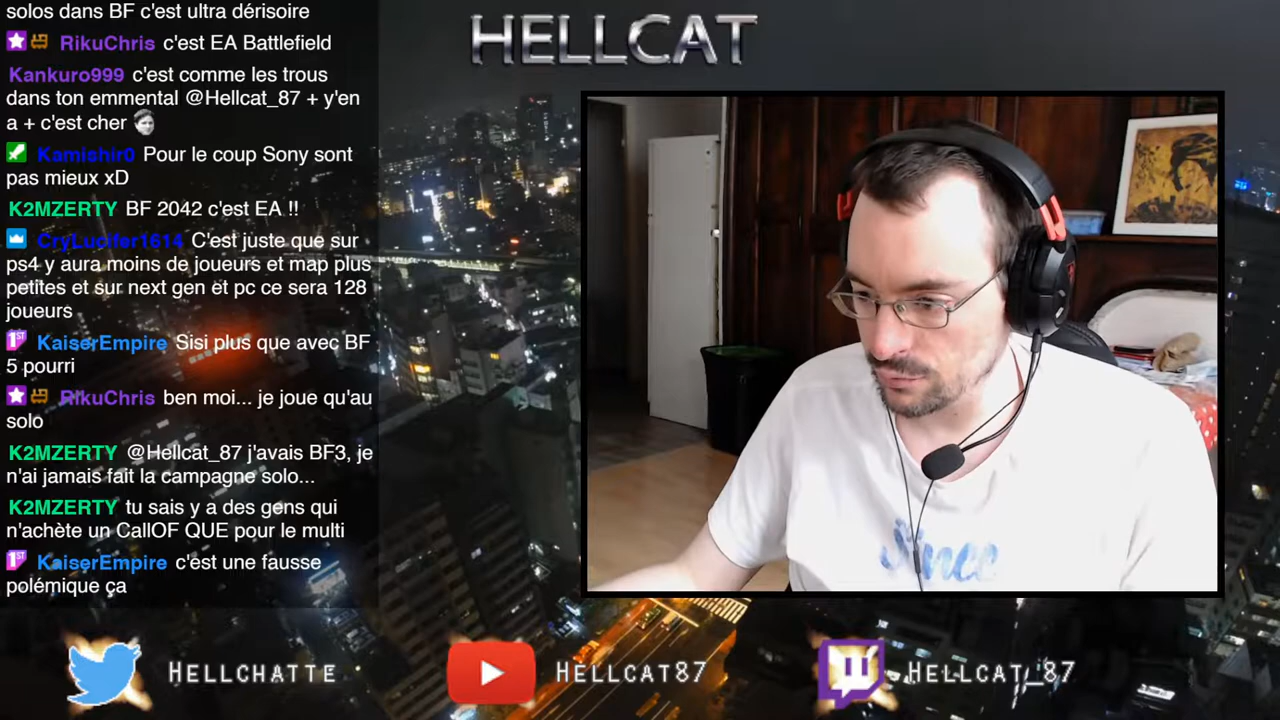 solos dans BF c'est ultra dérisoire
RikuChris c'est EA Battlefield
Kankuro999 c'est comme les trous
dans ton emmental @Hellcat_87 + y'en
a + c'est cher
Kamishir0 Pour le coup Sony sont
pas mieux xD
K2MZERTY BF 2042 c'est EA !!
CryLucifer1614 C'est juste que sur
ps4 y aura moins de joueurs et map plus
petites et sur next gen et pc ce sera 128
joueurs
1ST KaiserEmpire Sisi plus que avec BF
5 pourri
RikuChris ben moi... je joue qu'au
solo
K2MZERTY @Hellcat_87 j'avais BF3, je
n'ai jamais fait la campagne solo...
K2MZERTY tu sais y a des gens qui
n'achète un CallOF QUE pour le multi
1ST KaiserEmpire c'est une fausse
polémique ça
HELLCAT
Since
HELLCHATTE
HELLCAT87
HELLCAT_87